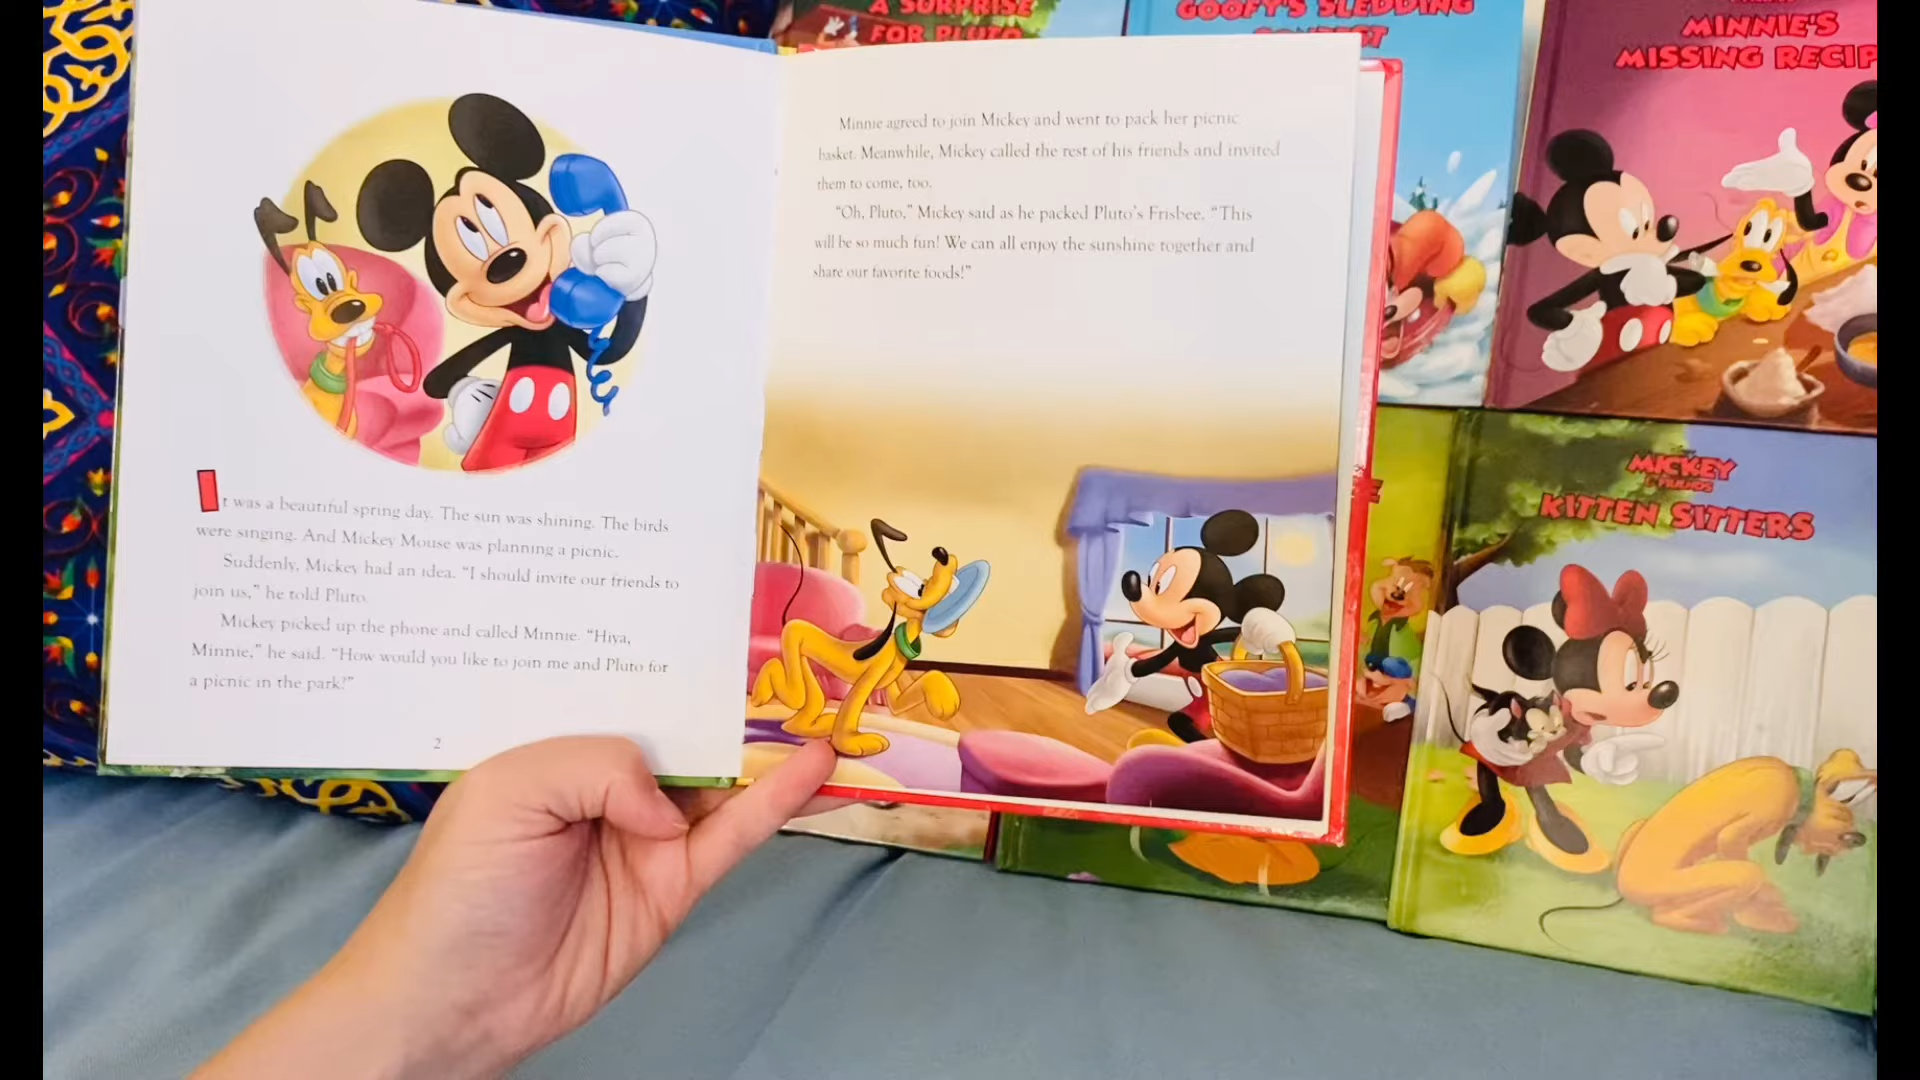 It was a beautiful spring day. The sun was shining. The birds
were singing. And Mickey Mouse was planning a picnic.
Suddenly, Mickey had an idea. “I should invite our friends to
join us,” he told Pluto.
Mickey picked up the phone and called Minnie. “Hiya,
Minnie,” he said. “How would you like to join me and Pluto for
a picnic in the park?”
2
Minnie agreed to join Mickey and went to pack her picnic
basket. Meanwhile, Mickey called the rest of his friends and invited
them to come, too.
“Oh, Pluto,” Mickey said as he packed Pluto’s Frisbee. “This
will be so much fun! We can all enjoy the sunshine together and
share our favorite foods!”
A SURPRISE
FOR PLUTO
GOOFY'S SLEDDING
MINNIE'S
MISSING RECIP
MICKEY
& FRIENDS
KITTEN SITTERS